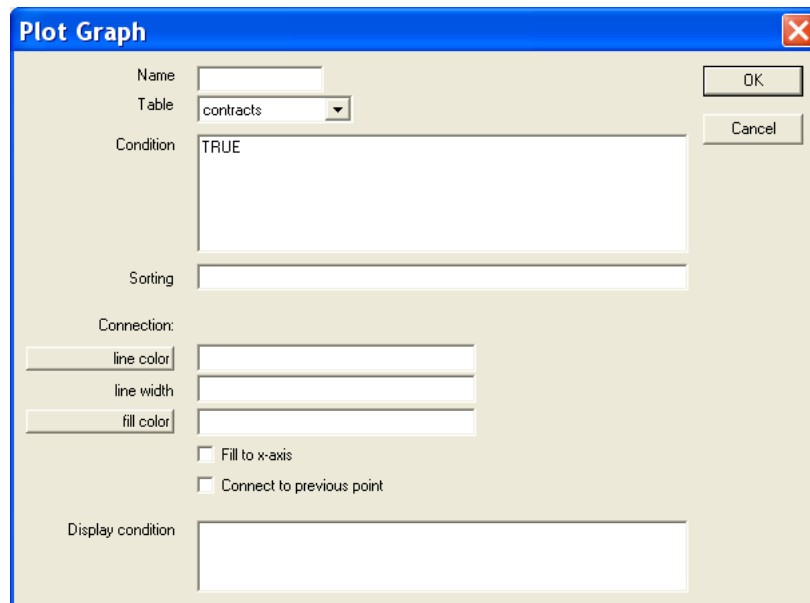 Plot Graph
Name
OK
Table
contracts
Cancel
Condition
TRUE
Sorting
Connection:
line color
line width
fill color
Fill to x-axis
Connect to previous point
Display condition